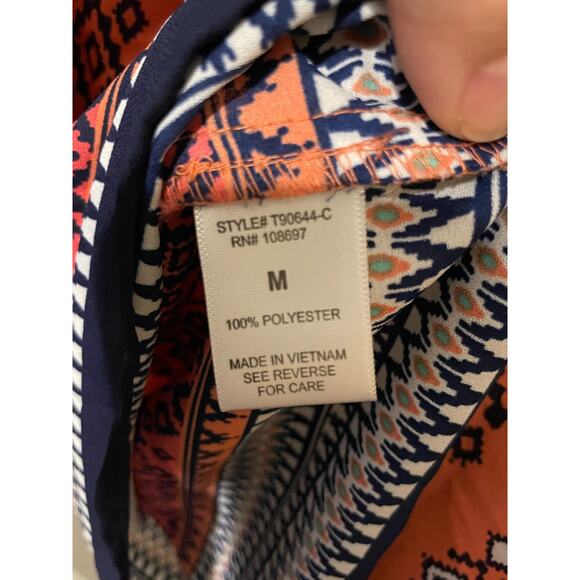 STYLE# T90644-C
RN# 108697
M
100% POLYESTER
MADE IN VIETNAM
SEE REVERSE
FOR CARE